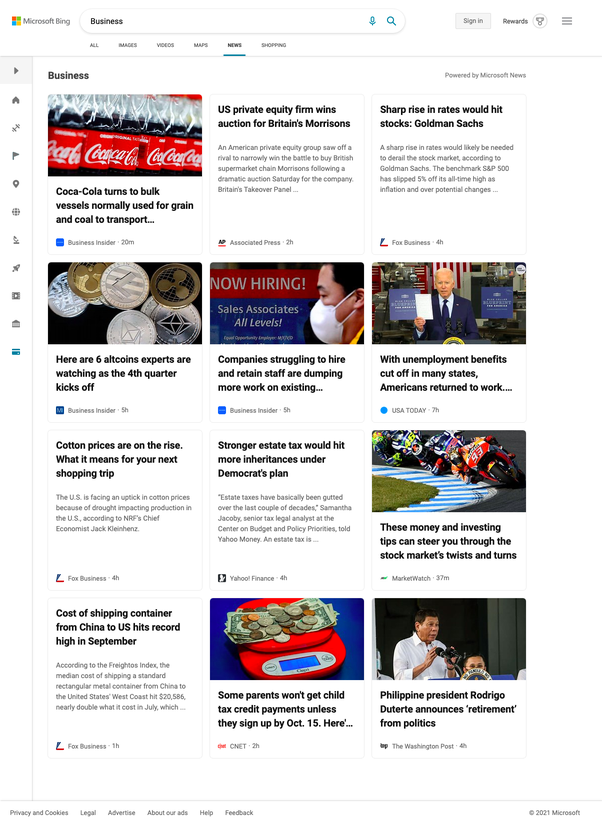 Microsoft Bing
Business
Sign in
Rewards
ALL
IMAGES
VIDEOS
MAPS
NEWS
SHOPPING
Business
Powered by Microsoft News
Coca-Cola
Coca-Cola turns to bulk
vessels normally used for grain
and coal to transport...
Business Insider · 20m
US private equity firm wins
auction for Britain's Morrisons
An American private equity group saw off a
rival to narrowly win the battle to buy British
supermarket chain Morrisons following a
dramatic auction Saturday for the company.
Britain's Takeover Panel ...
AP Associated Press · 2h
Sharp rise in rates would hit
stocks: Goldman Sachs
A sharp rise in rates would likely be needed
to derail the stock market, according to
Goldman Sachs. The benchmark S&P 500
has slipped 5% off its all-time high as
inflation and over potential changes ...
Fox Business · 4h
Here are 6 altcoins experts are
watching as the 4th quarter
kicks off
Business Insider · 5h
NOW HIRING!
Sales Associates
All Levels!
Equal Opportunity Employer: M/F/D/V
Companies struggling to hire
and retain staff are dumping
more work on existing...
Business Insider · 5h
With unemployment benefits
cut off in many states,
Americans returned to work....
USA TODAY · 7h
Cotton prices are on the rise.
What it means for your next
shopping trip
The U.S. is facing an uptick in cotton prices
because of drought impacting production in
the U.S., according to NRF's Chief
Economist Jack Kleinhenz.
Fox Business · 4h
Stronger estate tax would hit
more inheritances under
Democrat's plan
"Estate taxes have basically been gutted
over the last couple of decades," Samantha
Jacoby, senior tax legal analyst at the
Center on Budget and Policy Priorities, told
Yahoo Money. An estate tax is ...
Yahoo! Finance · 4h
93
These money and investing
tips can steer you through the
stock market's twists and turns
MarketWatch · 37m
Cost of shipping container
from China to US hits record
high in September
According to the Freightos Index, the
median cost of shipping a standard
rectangular metal container from China to
the United States' West Coast hit $20,586,
nearly double what it cost in July, which ...
Fox Business · 1h
Some parents won't get child
tax credit payments unless
they sign up by Oct. 15. Here'...
CNET · 2h
Philippine president Rodrigo
Duterte announces 'retirement'
from politics
wp The Washington Post · 4h
Privacy and Cookies
Legal
Advertise
About our ads
Help
Feedback
© 2021 Microsoft